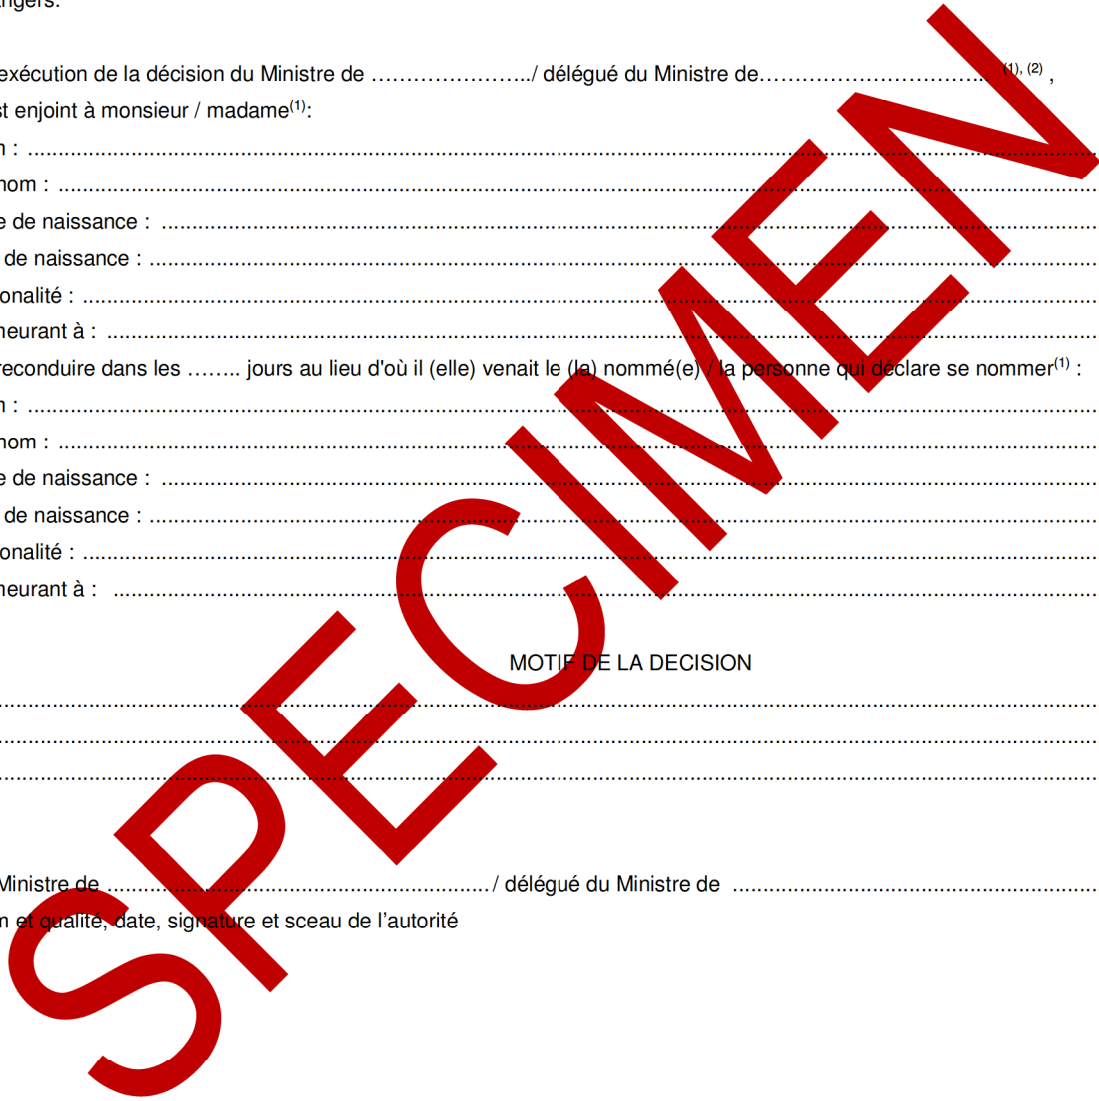 ngers.
exécution de la décision du Ministre de ...................../ délégué du Ministre de.................................(1), (2) ,
st enjoint à monsieur / madame(1):
n : ................................................................
nom : ................................................................
e de naissance : ................................................................
de naissance : ................................................................
onalité : ................................................................
neurant à : ................................................................
reconduire dans les …….. jours au lieu d'où il (elle) venait le (la) nommé(e) / la personne qui déclare se nommer(1) :
n : ................................................................
nom : ................................................................
e de naissance : ................................................................
de naissance : ................................................................
onalité : ................................................................
neurant à : ................................................................
MOTIF DE LA DECISION
................................................................
................................................................
................................................................
Ministre de ................................................................ / délégué du Ministre de ................................................................
m et qualité, date, signature et sceau de l’autorité
SPECIMEN